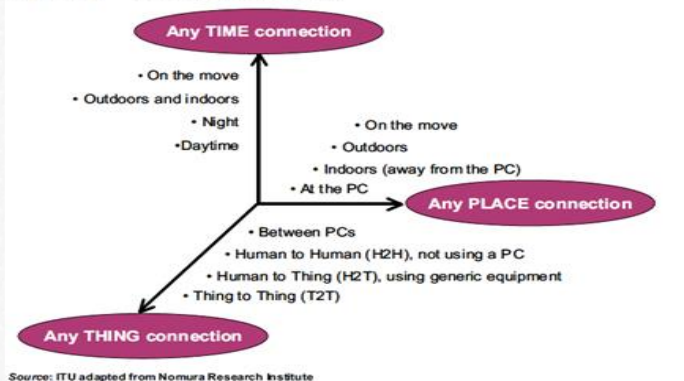 Any TIME connection
• On the move
• Outdoors and indoors
• Night
•Daytime
• On the move
• Outdoors
• Indoors (away from the PC)
• At the PC
Any PLACE connection
• Between PCs
• Human to Human (H2H), not using a PC
• Human to Thing (H2T), using generic equipment
• Thing to Thing (T2T)
Any THING connection
Source: ITU adapted from Nomura Research Institute